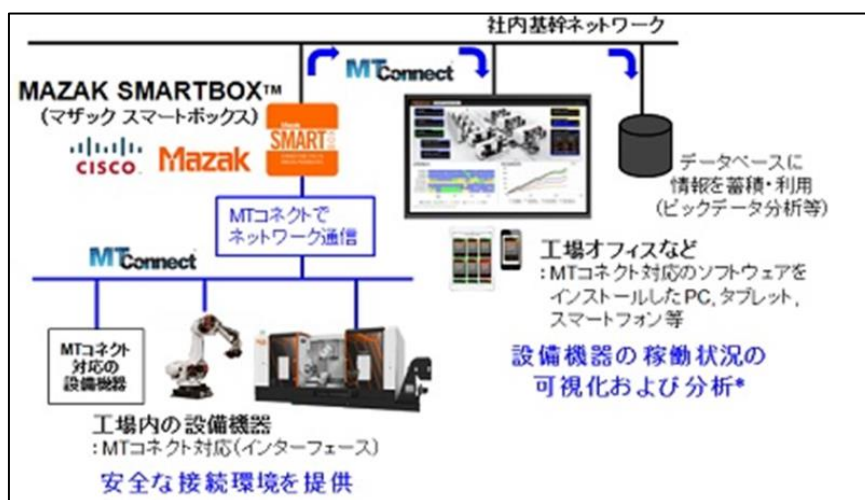 社内基幹ネットワーク
MTConnect
MAZAK SMARTBOX™
(マザック スマートボックス)
CISCO
Mazak
SMART
データベースに
情報を蓄積・利用
(ビックデータ分析等)
MTコネクトで
ネットワーク通信
MTConnect
工場オフィスなど
:MTコネクト対応のソフトウェアを
インストールしたPC, タブレット,
スマートフォン等
MTコネクト
対応の
設備機器
設備機器の稼働状況の
可視化および分析*
工場内の設備機器
:MTコネクト対応(インターフェース)
安全な接続環境を提供